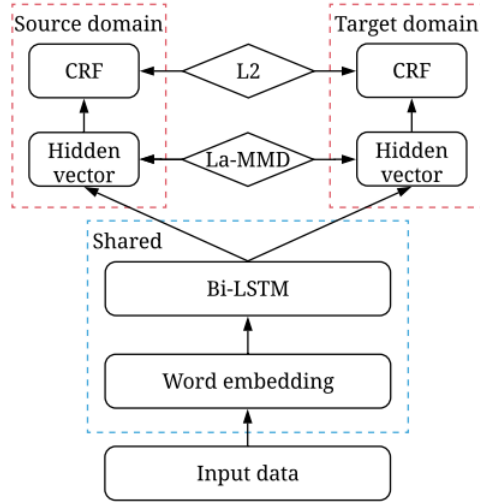 Source domain
Target domain
CRF
L2
CRF
Hidden
vector
La-MMD
Hidden
vector
Shared
Bi-LSTM
Word embedding
Input data